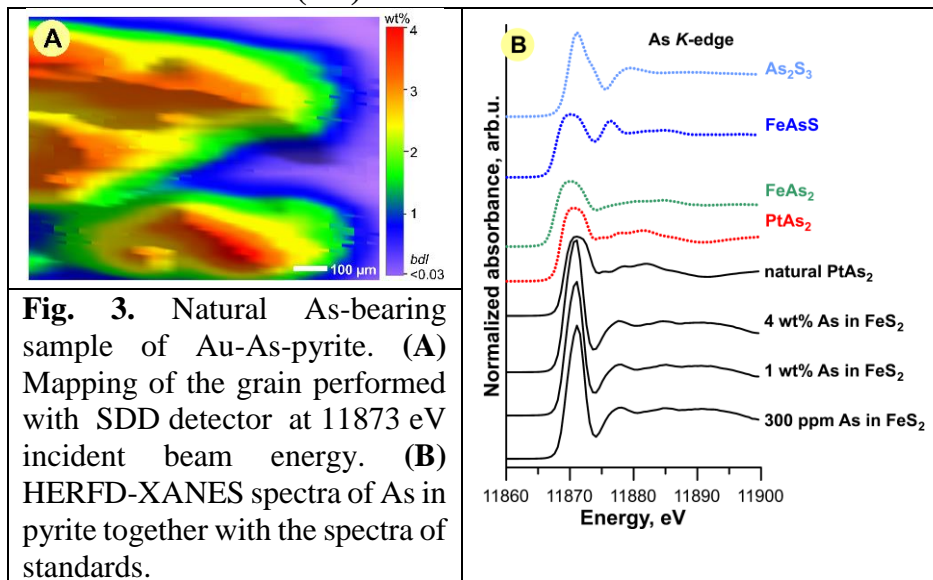 A
wt%
4
3
2
1
bdl
<0.03
100 µm
Fig. 3. Natural As-bearing
sample of Au-As-pyrite. (A)
Mapping of the grain performed
with SDD detector at 11873 eV
incident beam energy. (B)
HERFD-XANES spectra of As in
pyrite together with the spectra of
standards.
B
As K-edge
As2S3
FeAsS
FeAs2
PtAs2
natural PtAs2
4 wt% As in FeS2
1 wt% As in FeS2
300 ppm As in FeS2
Normalized absorbance, arb.u.
11860 11870 11880 11890 11900
Energy, eV